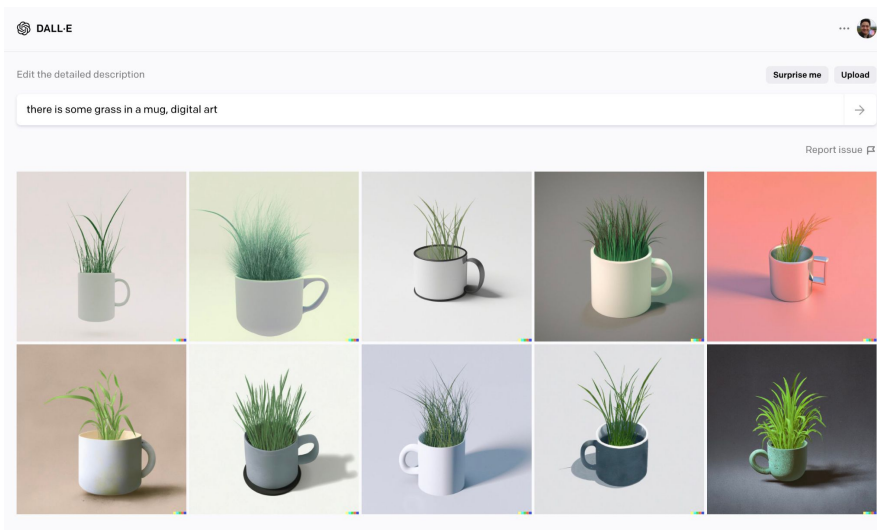 DALL·E
Edit the detailed description
Surprise me
Upload
there is some grass in a mug, digital art
Report issue